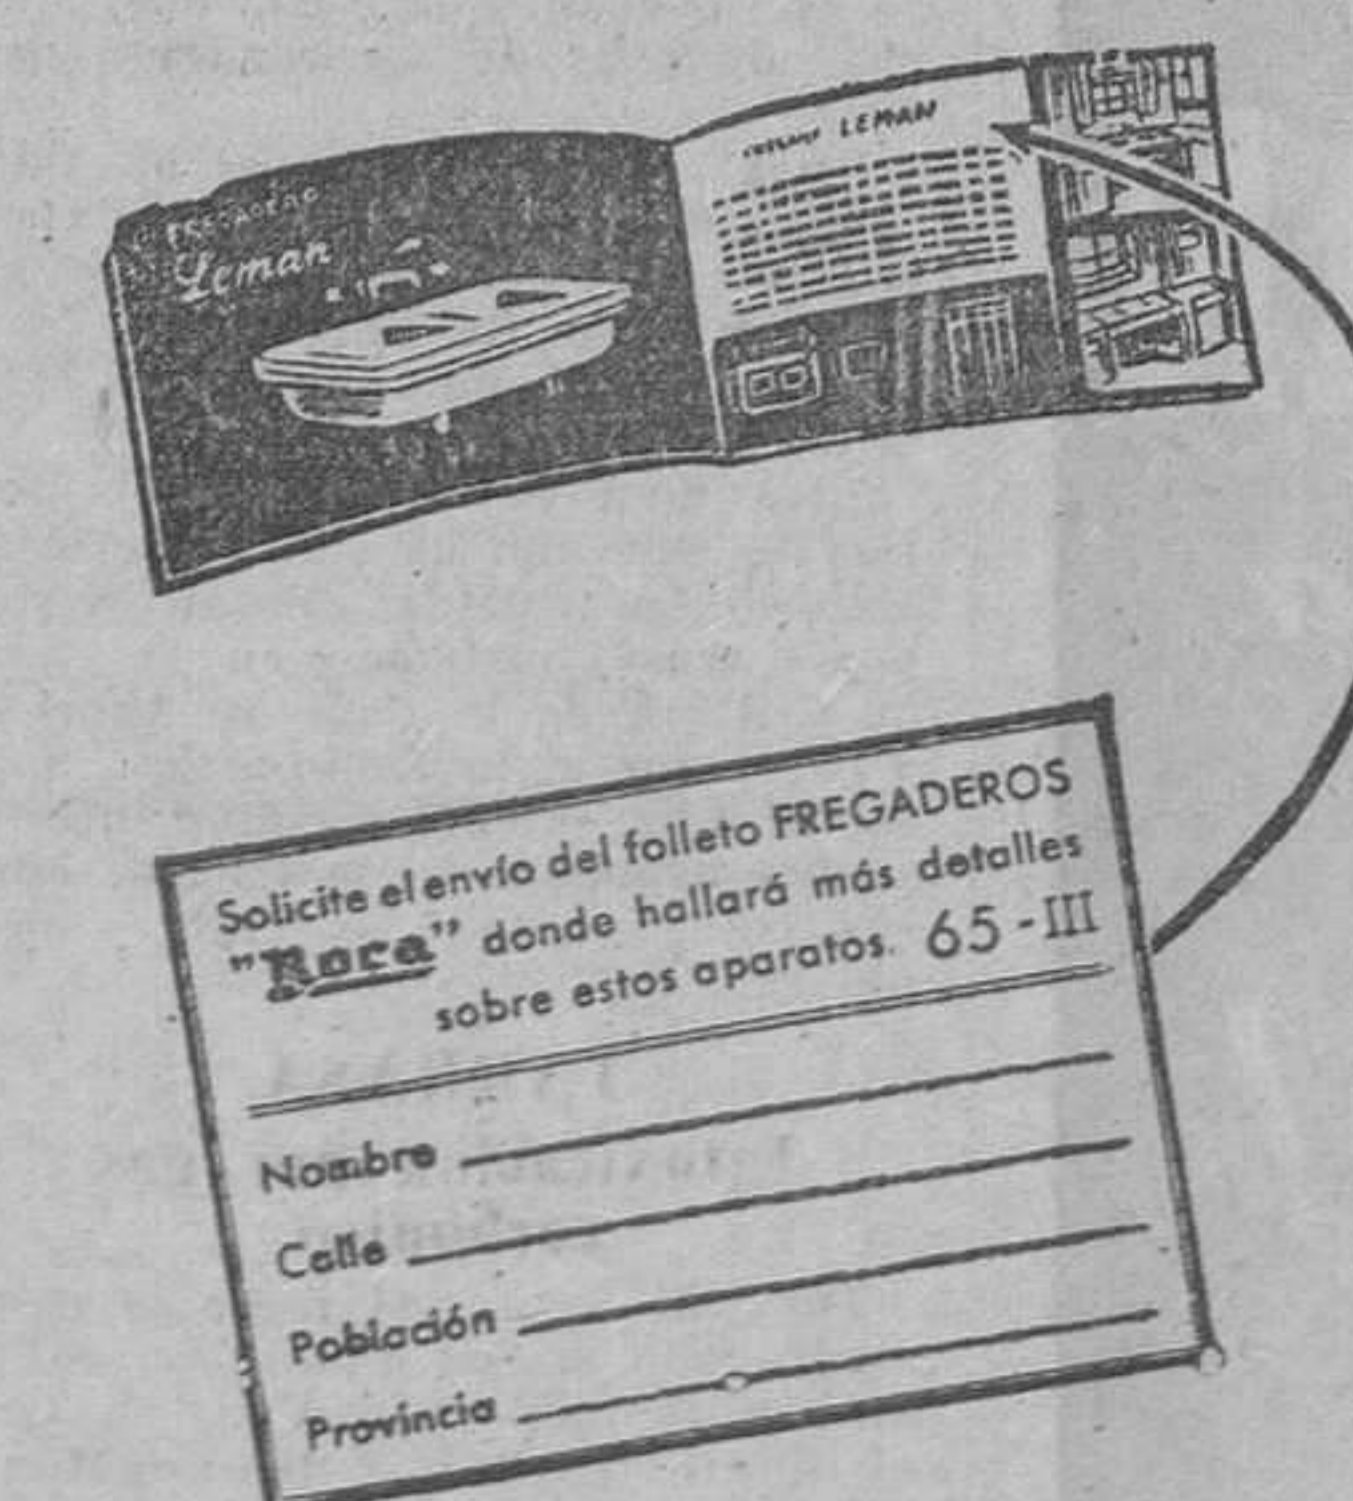 FREGADERO
Leman
LEMAN
Solicite el envío del folleto FREGADEROS
"Roca" donde hallará más detalles
sobre estos aparatos. 65-III
Nombre
Calle
Población
Provincia